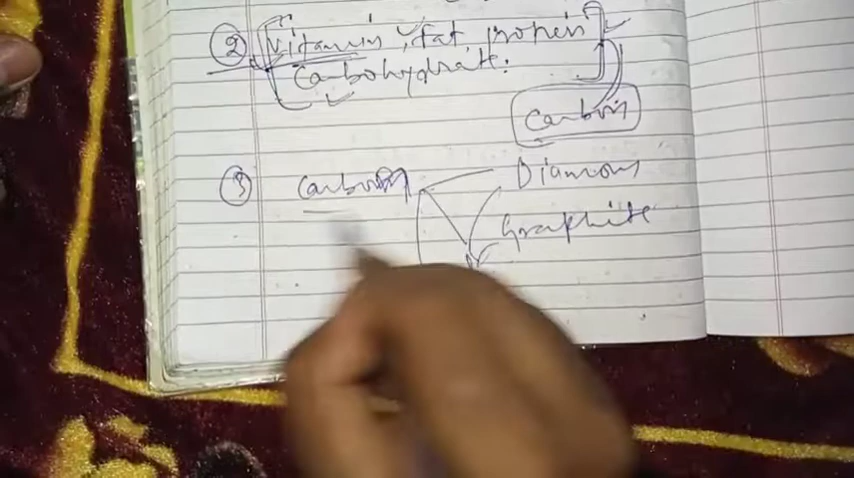 ② Vitamin, fat, protein
Carbohydrate.
Carbon
③ Carbon Diamond
Graphite